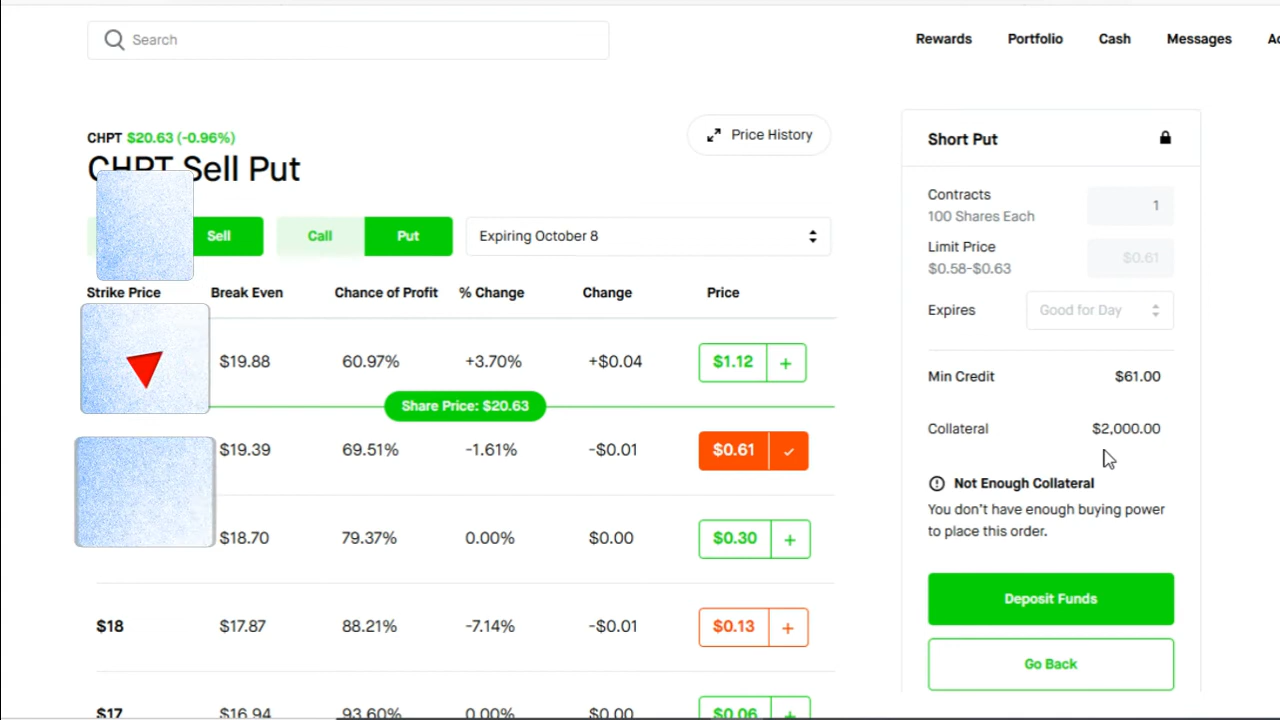 Search
Rewards Portfolio Cash Messages
CHPT $20.63 (-0.96%)
Price History
CHPT Sell Put
Sell Call Put Expiring October 8
Strike Price Break Even Chance of Profit % Change Change Price
$19.88 60.97% +3.70% +$0.04 $1.12 +
Share Price: $20.63
$19.39 69.51% -1.61% -$0.01 $0.61
$18.70 79.37% 0.00% $0.00 $0.30 +
$18 $17.87 88.21% -7.14% -$0.01 $0.13 +
$17 $16.94 93.60% 0.00% $0.00 $0.06 +
Short Put
Contracts 1
100 Shares Each
Limit Price $0.61
$0.58-$0.63
Expires Good for Day
Min Credit $61.00
Collateral $2,000.00
Not Enough Collateral
You don't have enough buying power
to place this order.
Deposit Funds
Go Back